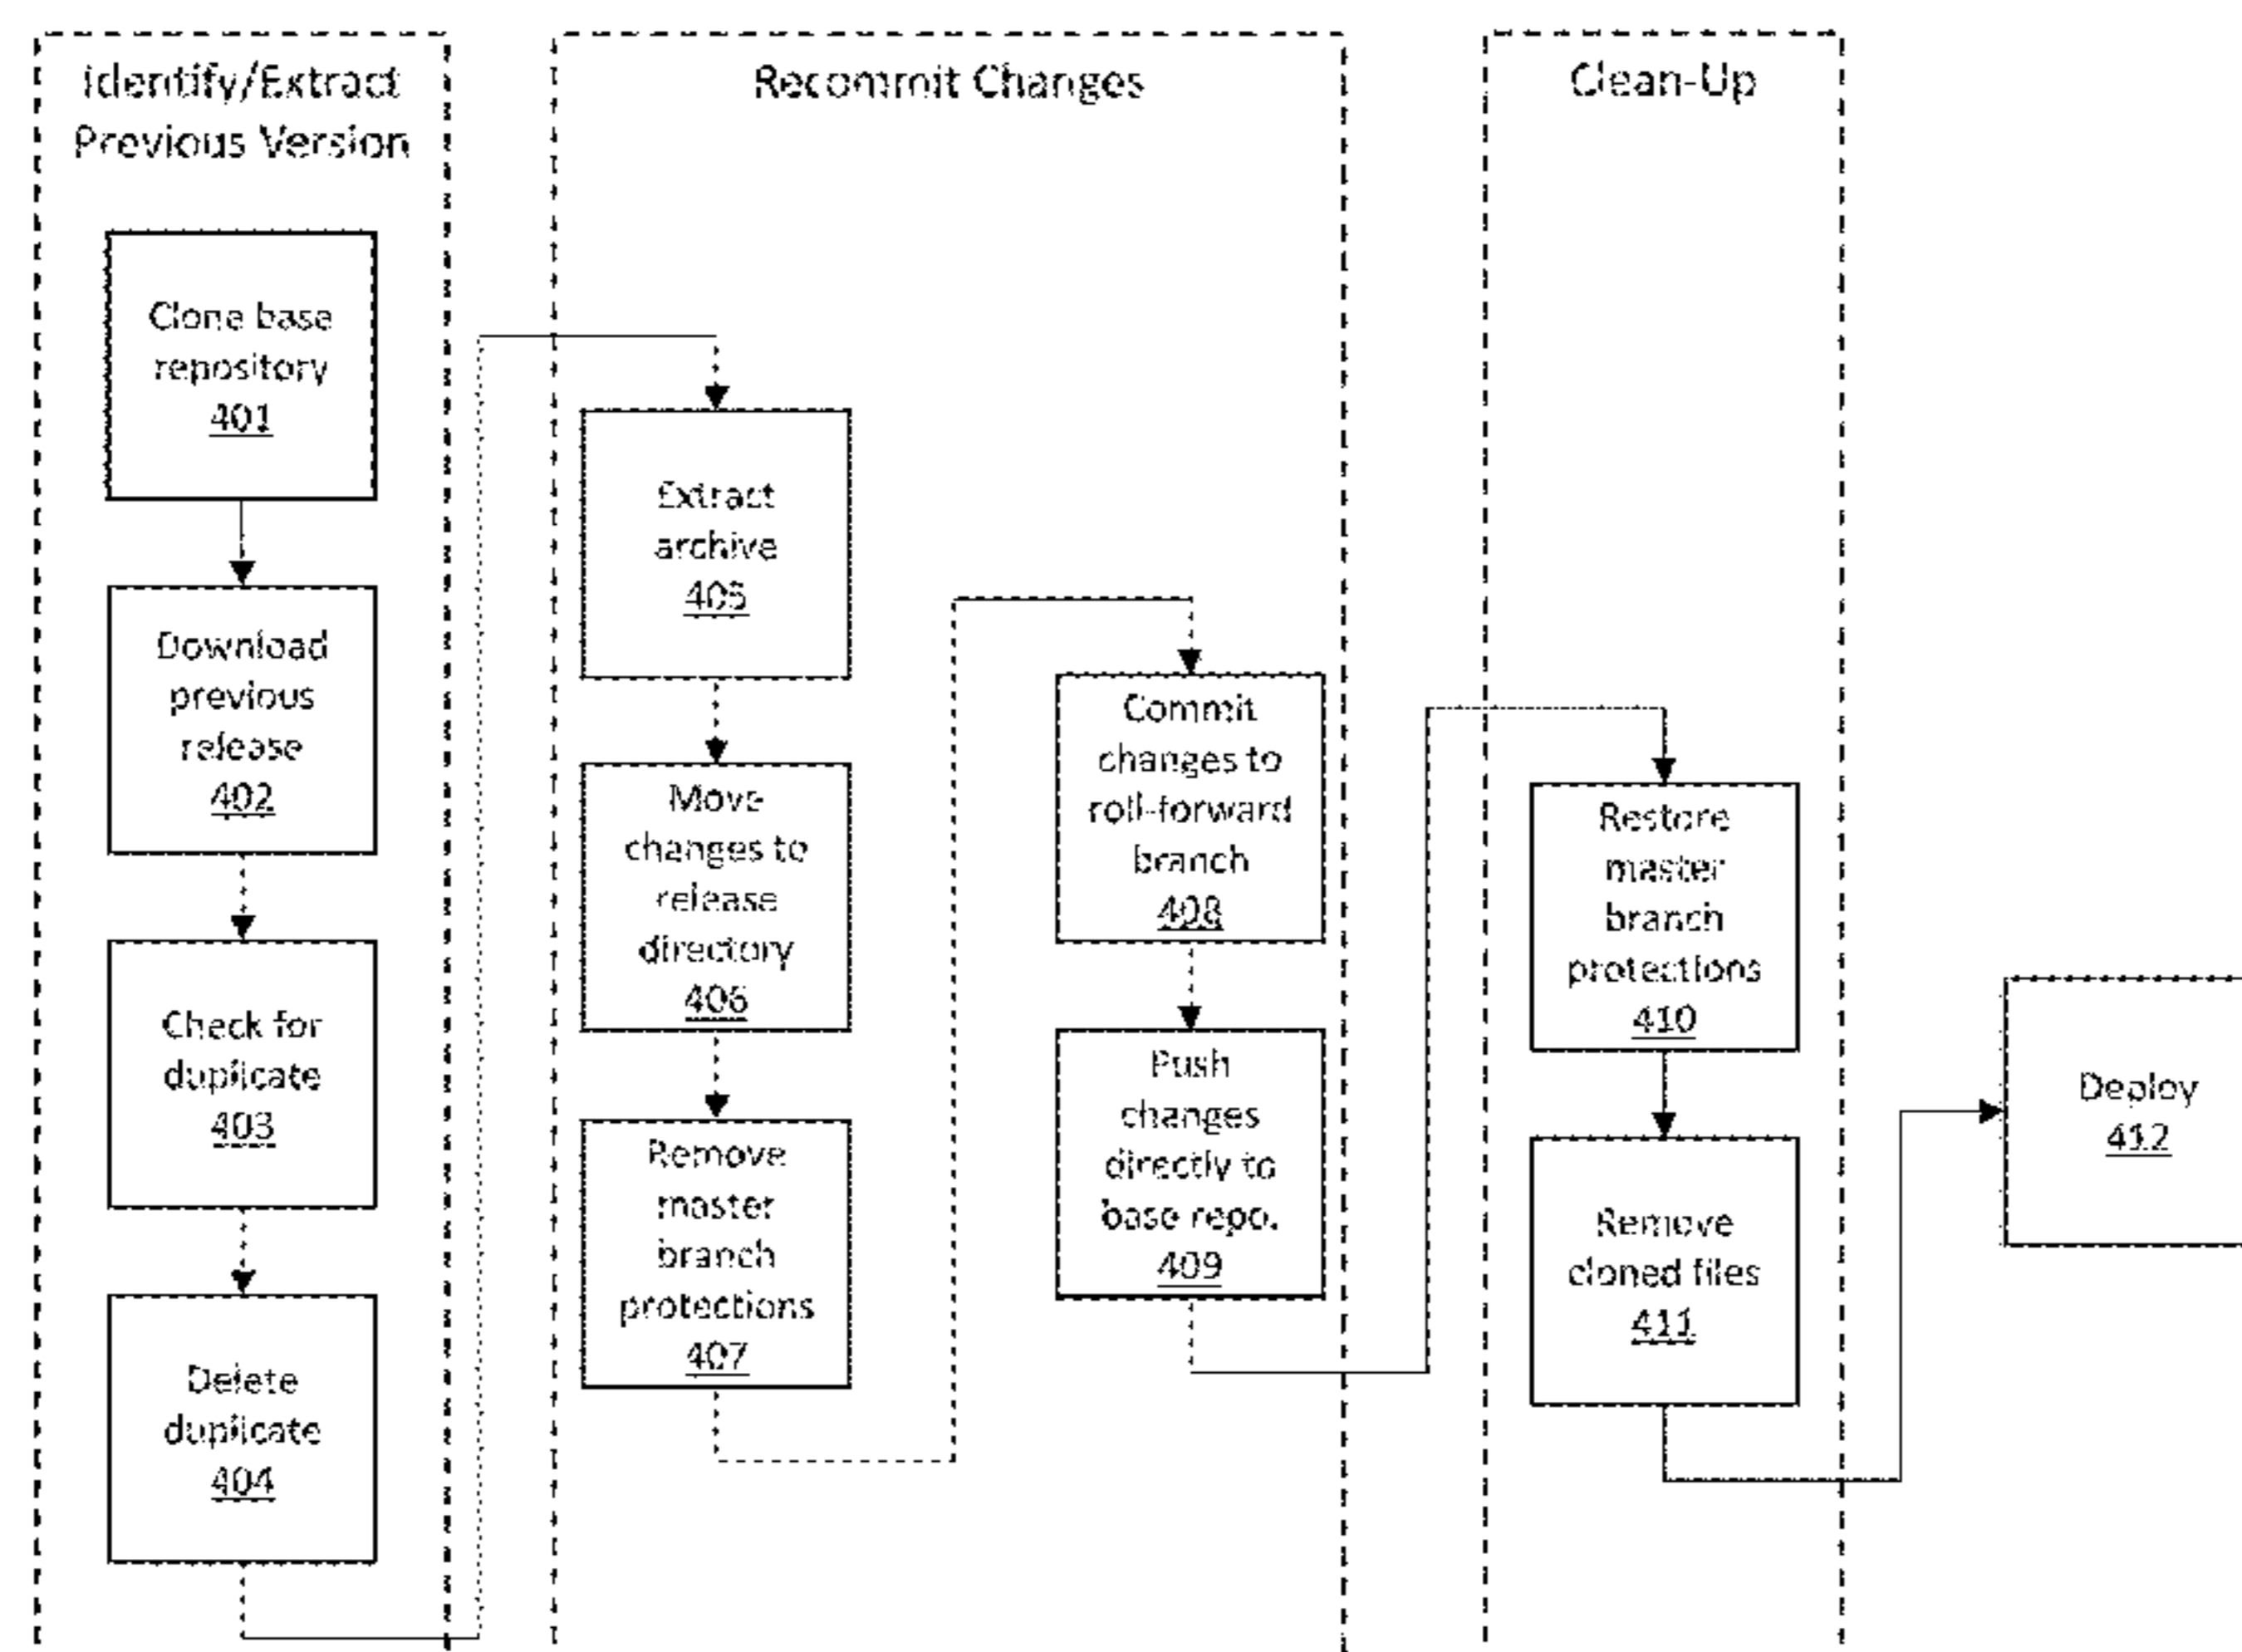 Identify/Extract
Previous Version
Clone base
repository
401
Download
previous
release
402
Check for
duplicate
403
Delete
duplicate
404
Recommit Changes
Extract
archive
405
Move
changes to
release
directory
406
Remove
master
branch
protections
407
Commit
changes to
roll-forward
branch
408
Push
changes
directly to
base repo.
409
Clean-Up
Restore
master
branch
protections
410
Remove
cloned files
411
Deploy
412